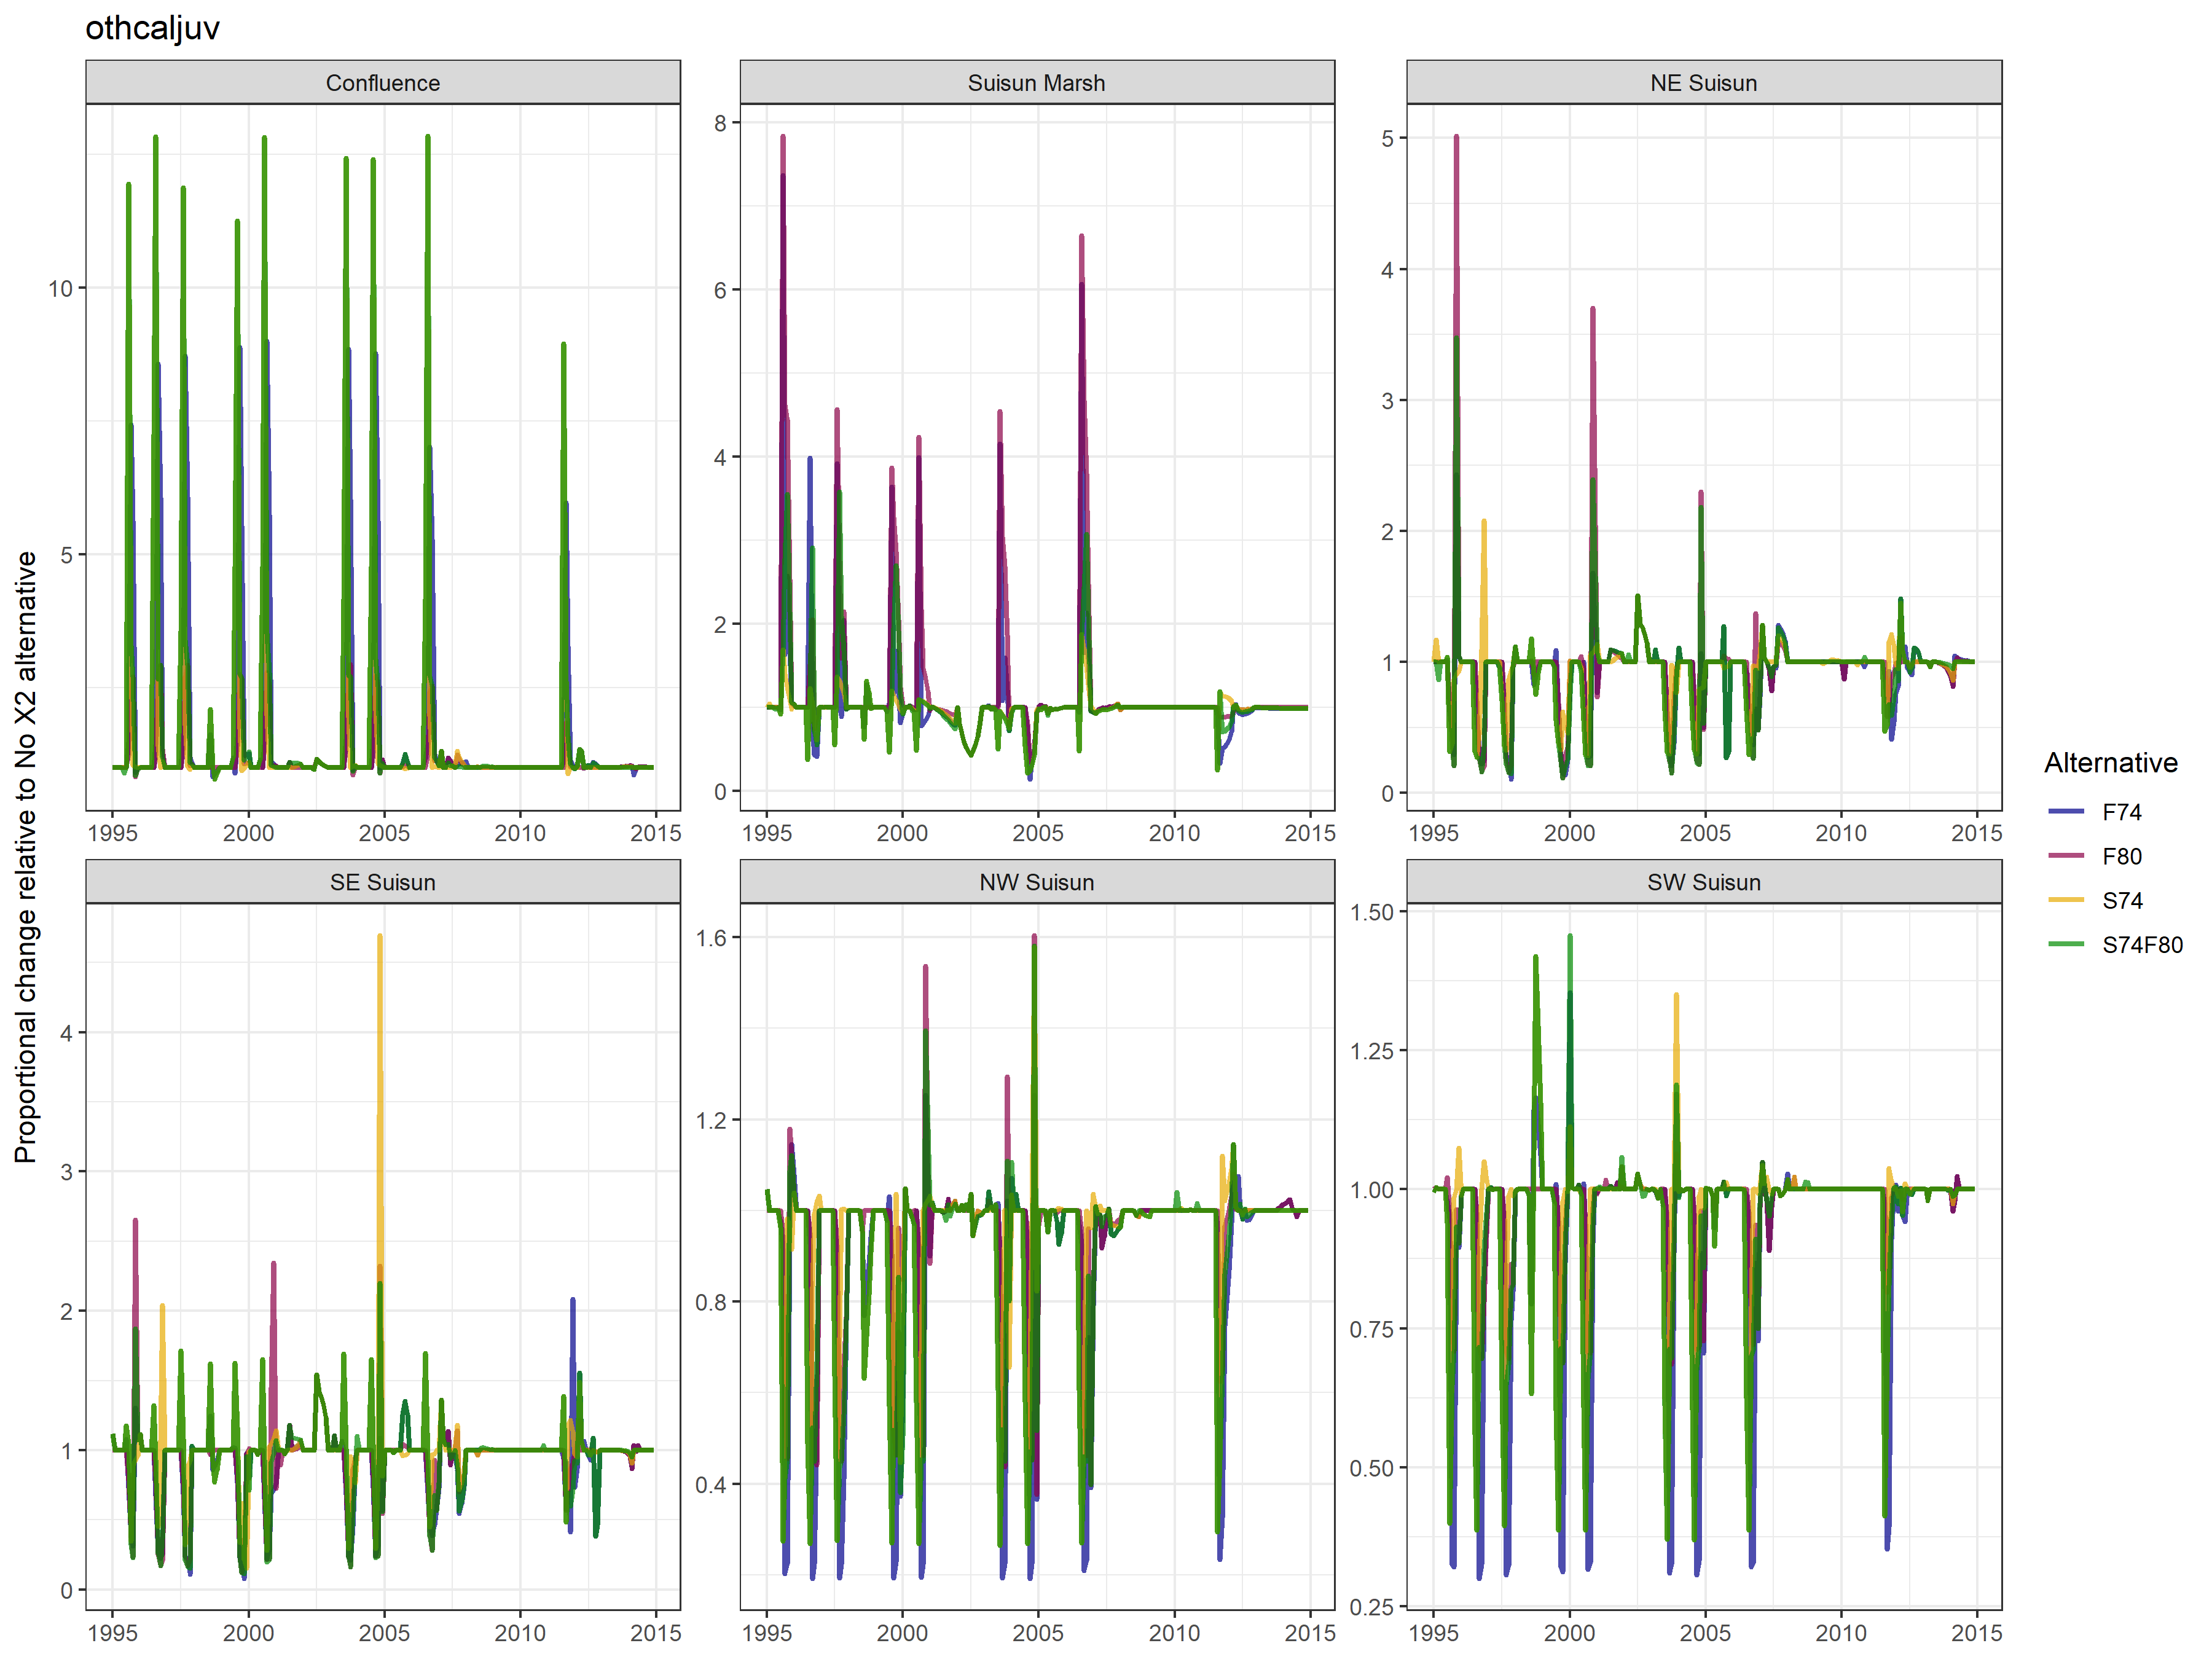 othcaljuv
Confluence
Suisun Marsh
NE Suisun
10
5
8
6
4
2
0
5
4
3
2
1
0
1995 2000 2005 2010 2015
1995 2000 2005 2010 2015
1995 2000 2005 2010 2015
SE Suisun
NW Suisun
SW Suisun
4
3
2
1
0
1.6
1.2
0.8
0.4
1.50
1.25
1.00
0.75
0.50
0.25
1995 2000 2005 2010 2015
1995 2000 2005 2010 2015
1995 2000 2005 2010 2015
Proportional change relative to No X2 alternative
Alternative
F74
F80
S74
S74F80